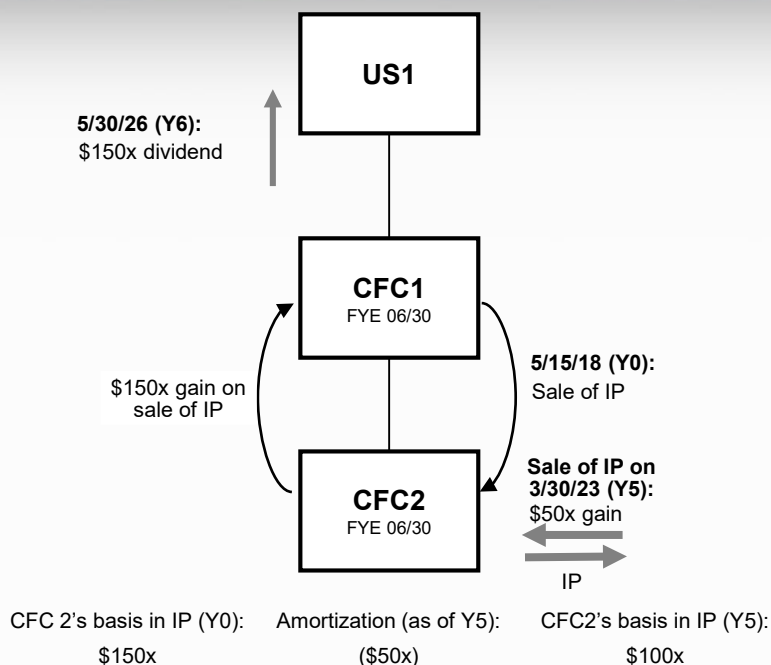 US1
5/30/26 (Y6):
$150x dividend
CFC1
FYE 06/30
$150x gain on
sale of IP
5/15/18 (Y0):
Sale of IP
CFC2
FYE 06/30
Sale of IP on
3/30/23 (Y5):
$50x gain
IP
CFC 2’s basis in IP (Y0):
$150x
Amortization (as of Y5):
($50x)
CFC2’s basis in IP (Y5):
$100x